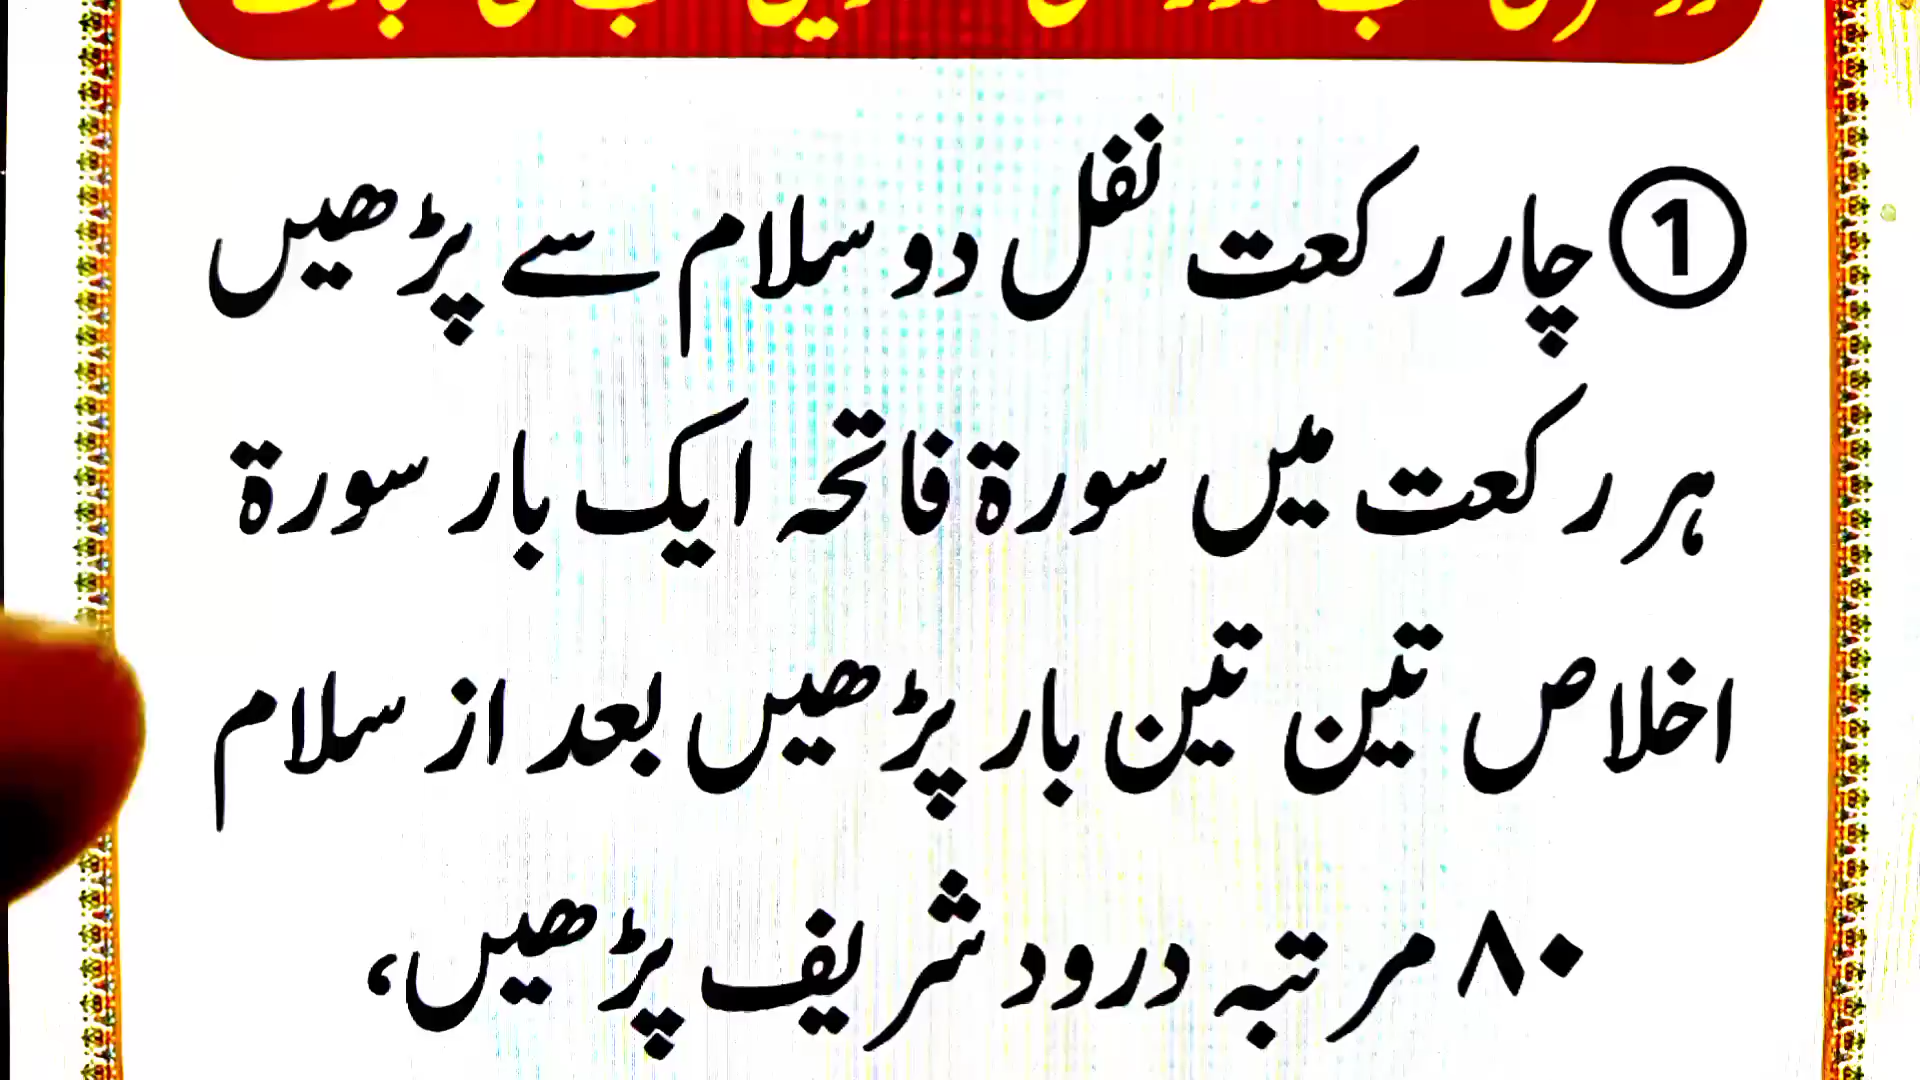 ① چار رکعت نفل دو سلام سے پڑھیں
ہر رکعت میں سورۃ فاتحہ ایک بار سورۃ
اخلاص تین تین بار پڑھیں بعد از سلام
۸۰ مرتبہ درود شریف پڑھیں،